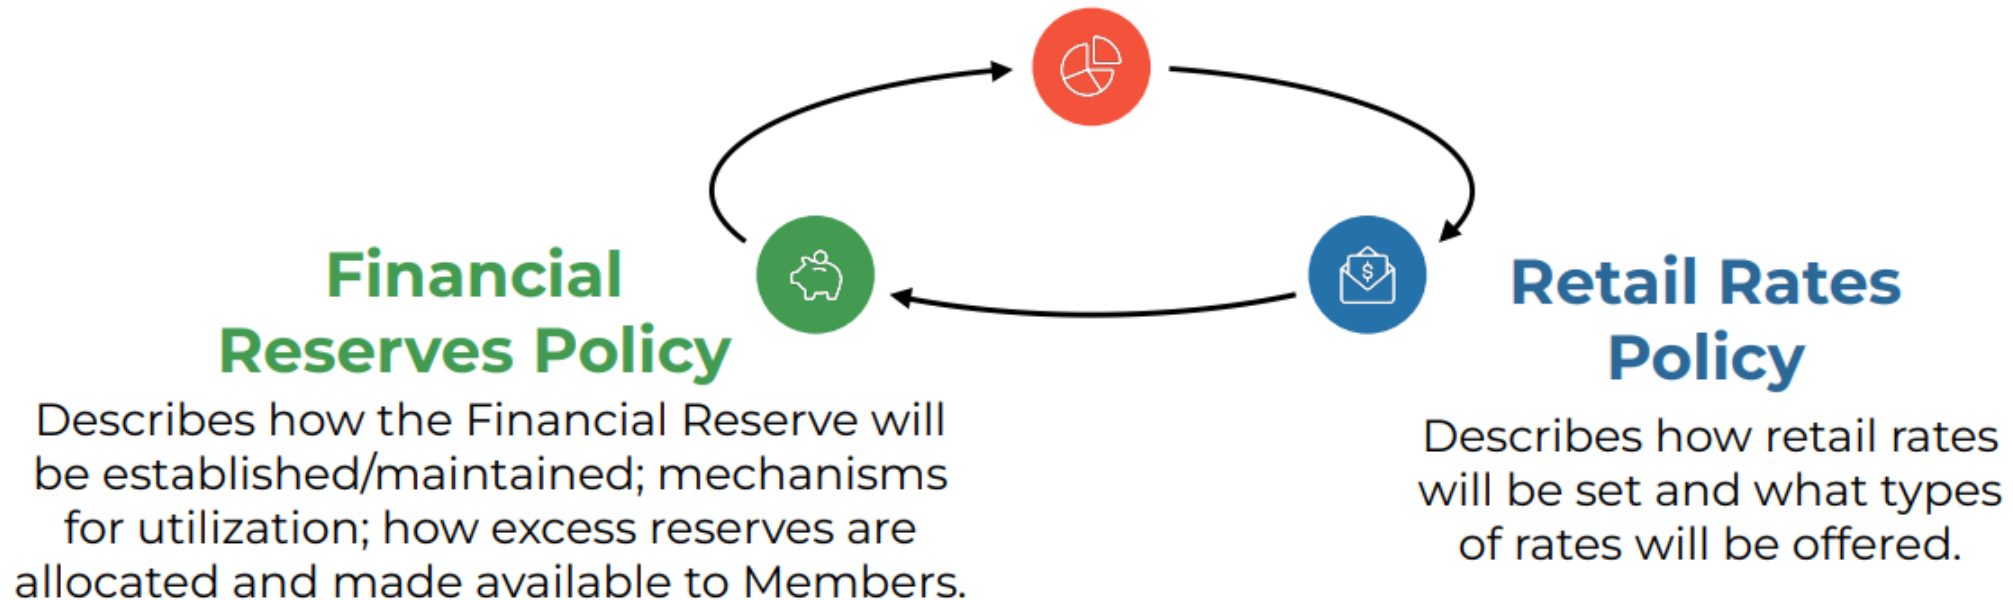 Financial
Reserves Policy
Describes how the Financial Reserve will
be established/maintained; mechanisms
for utilization; how excess reserves are
allocated and made available to Members.
$
Retail Rates
Policy
Describes how retail rates
will be set and what types
of rates will be offered.